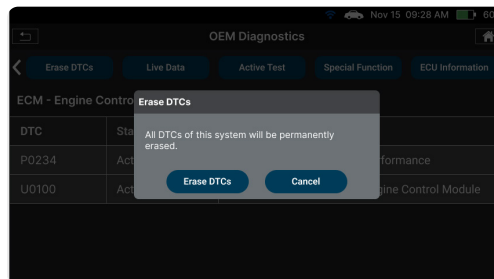 Nov 15 09:28 AM 60
OEM Diagnostics
Erase DTCs Live Data Active Test Special Function ECU Information
ECM - Engine Contro
Erase DTCs
All DTCs of this system will be permanently
erased.
Erase DTCs Cancel
DTC Sta
P0234 Act formance
U0100 Act gine Control Module